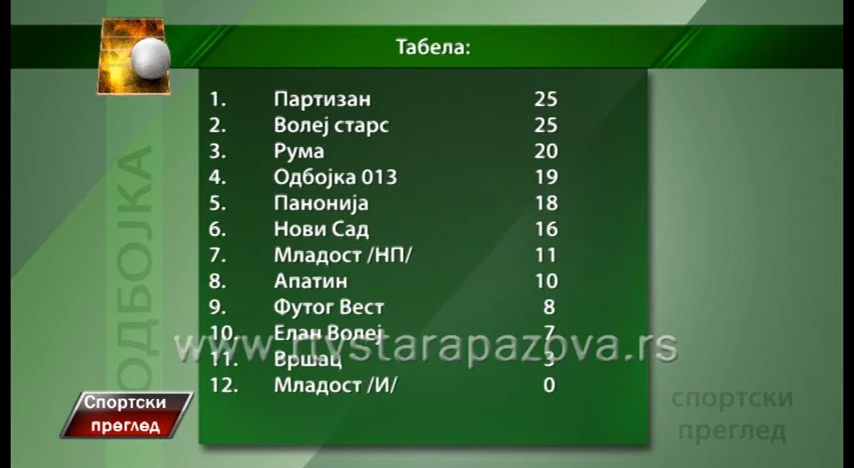 Табела:
1. Партизан 25
2. Волеј старс 25
3. Рума 20
4. Одбојка 013 19
5. Панонија 18
6. Нови Сад 16
7. Младост /НП/ 11
8. Апатин 10
9. Футог Вест 8
10. Елан Волеј 7
www.rtvstarapazova.rs
11. Вршац 3
12. Младост /И/ 0
ОДБОЈКА
Спортски
преглед
спортски
преглед